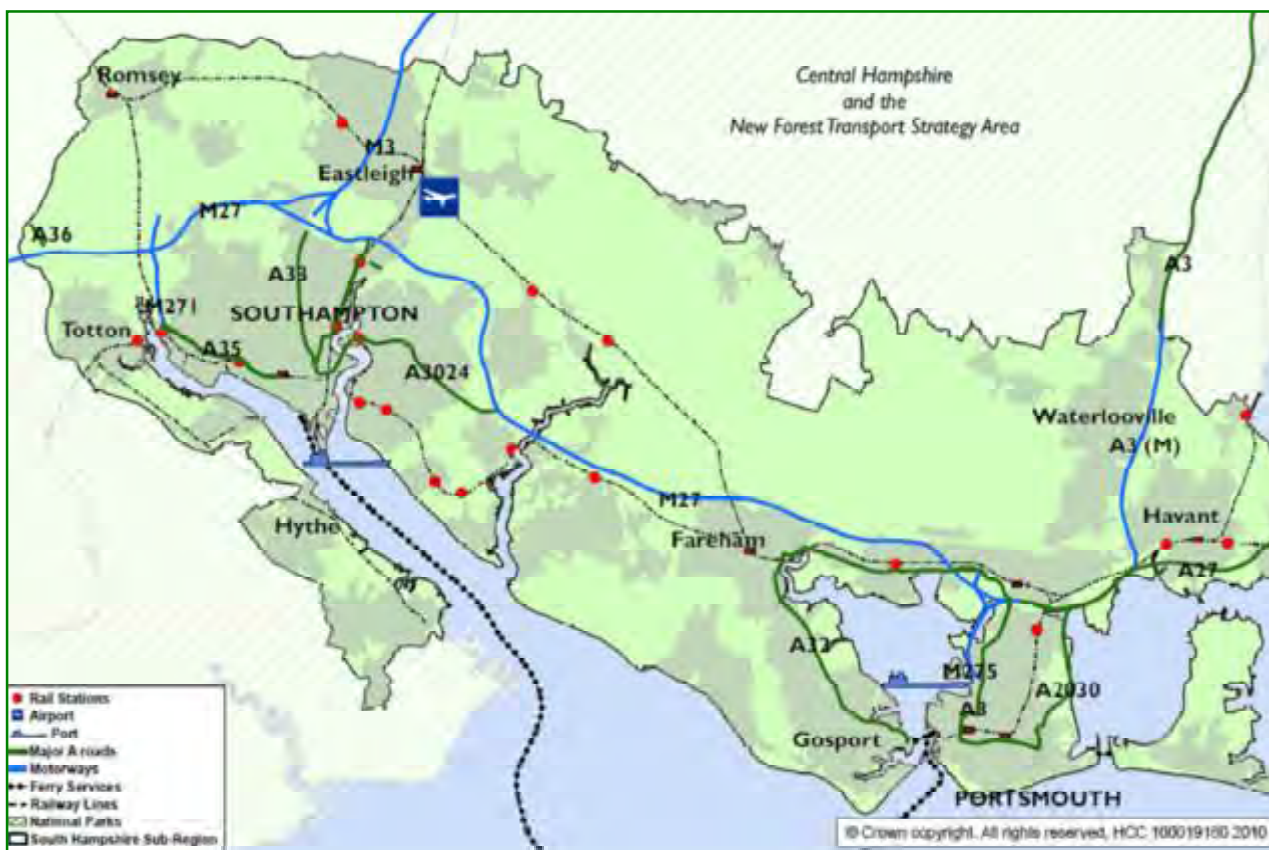 Romsey
Central Hampshire
and the
New Forest Transport Strategy Area
M3
Eastleigh
M27
A36
A33
A3
M271
SOUTHAMPTON
Totton
A35
A3024
Waterlooville
A3 (M)
M27
Havant
Hythe
Fareham
A27
A32
M275
A2030
A3
Gosport
PORTSMOUTH
Rail Stations
Airport
Port
Major A roads
Motorways
Ferry Services
Railway Lines
National Parks
South Hampshire Sub-Region
© Crown copyright. All rights reserved, HCC 100019180 2010